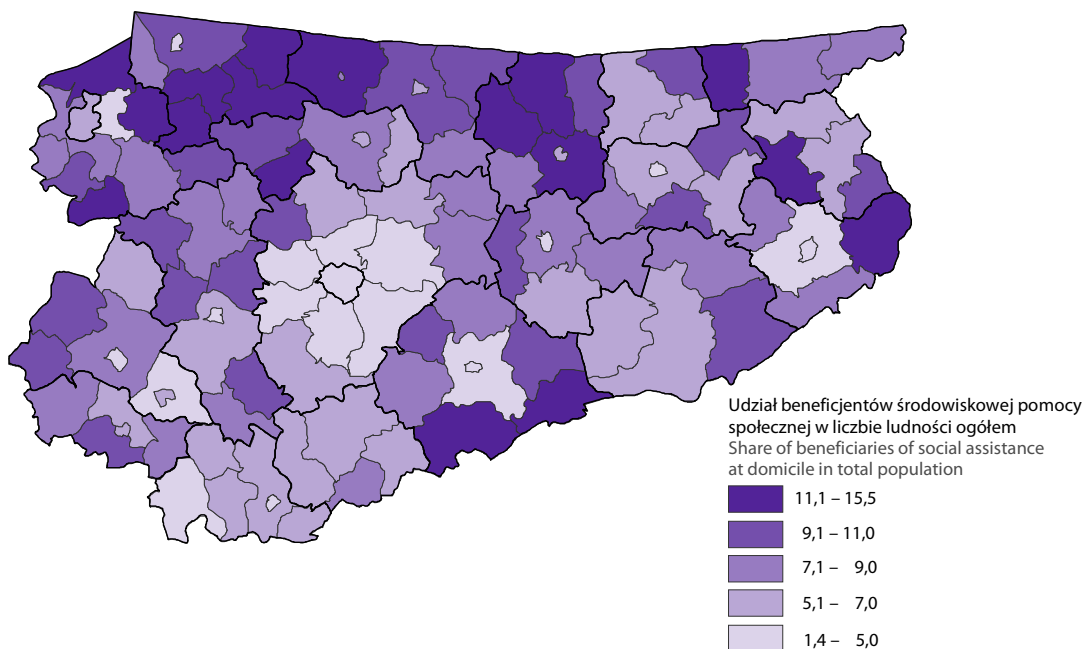 Udział beneficjentów środowiskowej pomocy
społecznej w liczbie ludności ogółem
Share of beneficiaries of social assistance
at domicile in total population
11,1 – 15,5
9,1 – 11,0
7,1 – 9,0
5,1 – 7,0
1,4 – 5,0